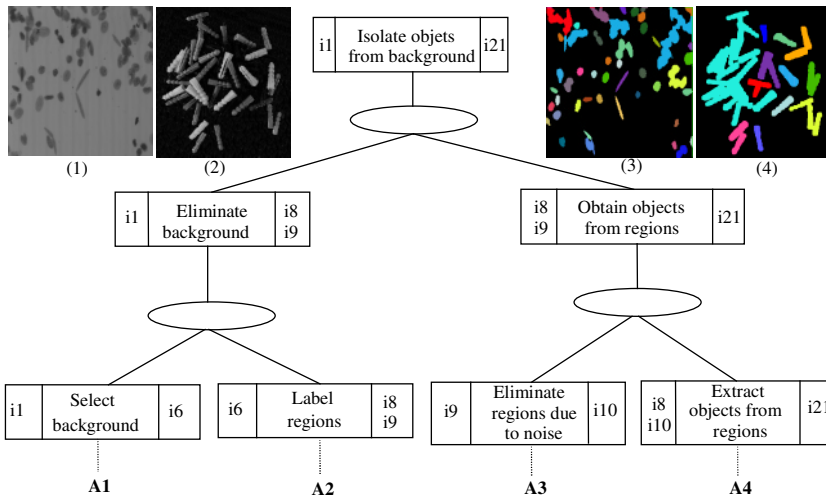 i1
Isolate objets
from background
i21
(1)
(2)
(3)
(4)
i1
Eliminate
background
i8
i9
i8
i9
Obtain objects
from regions
i21
i1
Select
background
i6
i6
Label
regions
i8
i9
i9
Eliminate
regions due
to noise
i10
i8
i10
Extract
objects from
regions
i21
A1
A2
A3
A4